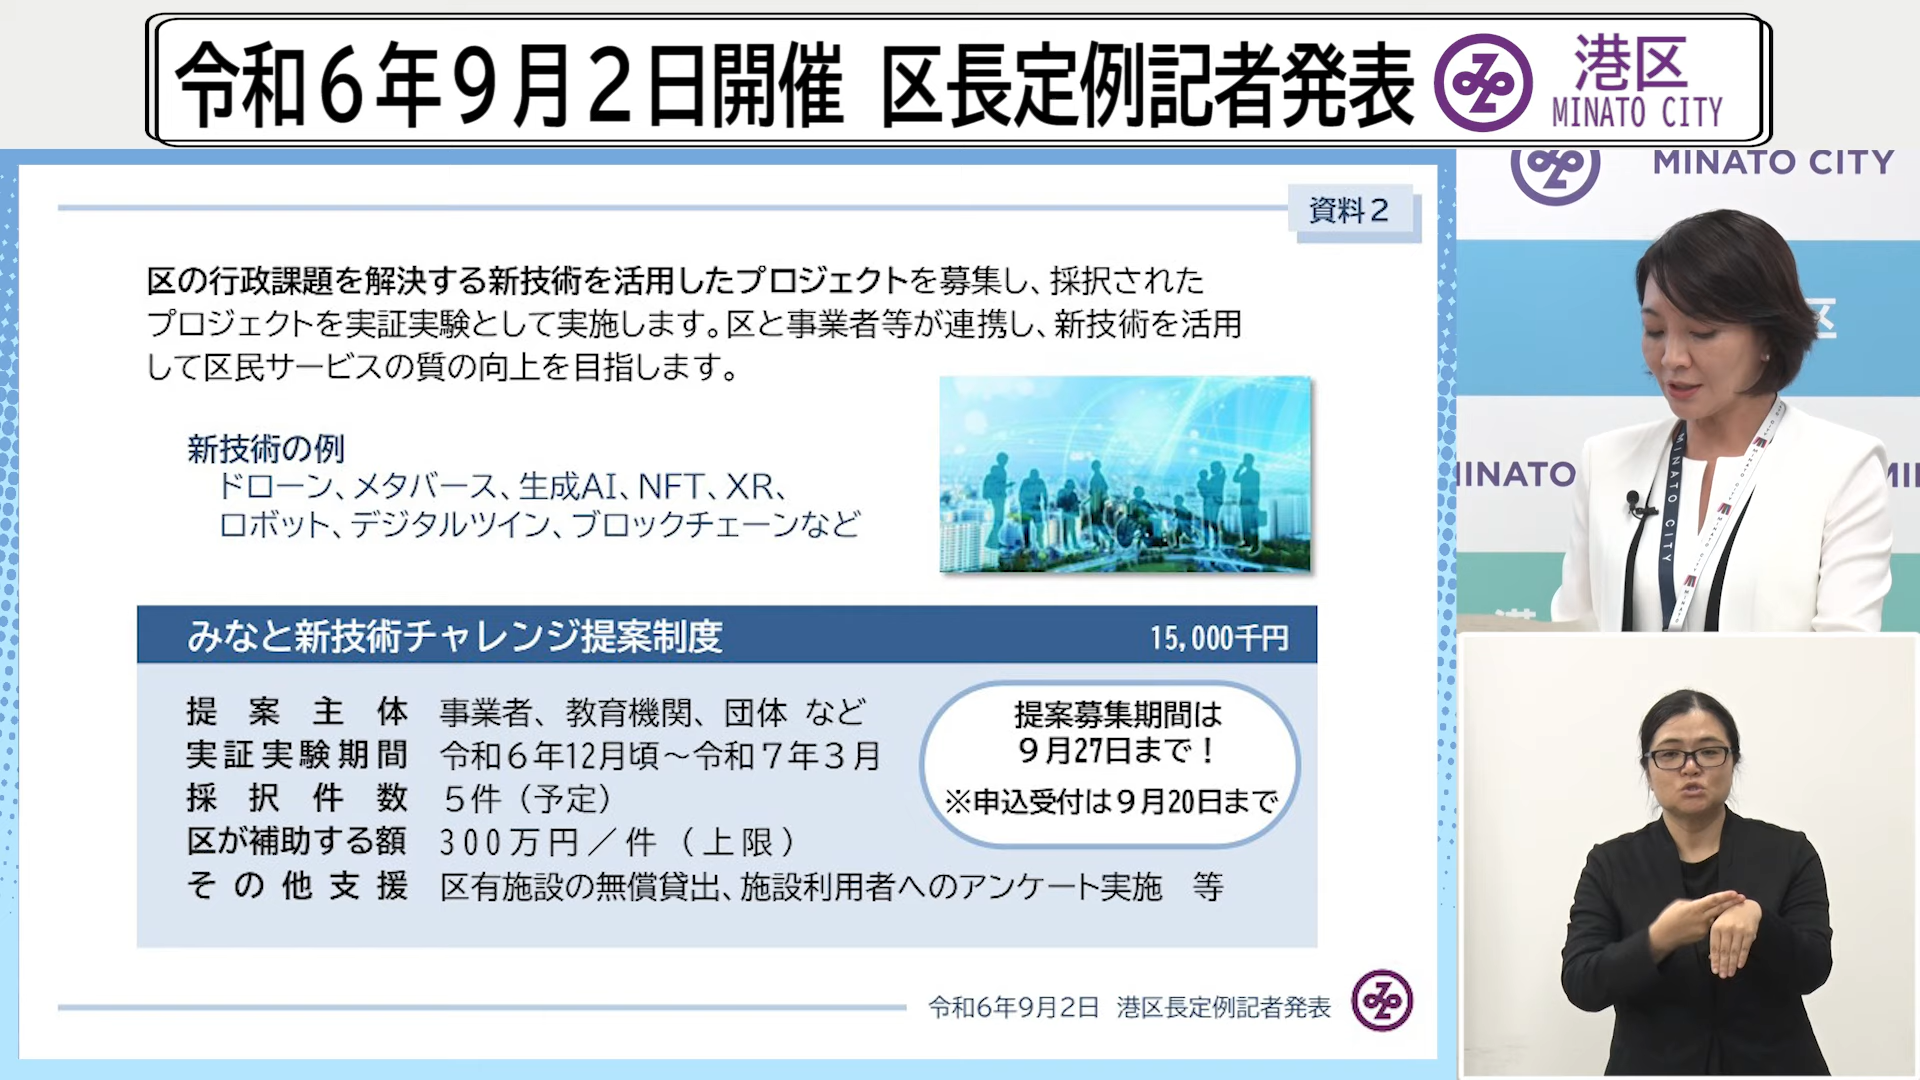 令和6年9月2日開催 区長定例記者発表
港区
MINATO CITY
資料2
区の行政課題を解決する新技術を活用したプロジェクトを募集し、採択された
プロジェクトを実証実験として実施します。区と事業者等が連携し、新技術を活用
して区民サービスの質の向上を目指します。
新技術の例
ドローン、メタバース、生成AI、NFT、XR、
ロボット、デジタルツイン、ブロックチェーンなど
みなと新技術チャレンジ提案制度 15,000千円
提案主体 事業者、教育機関、団体 など
実証実験期間 令和6年12月頃～令和7年3月
採択件数 5件（予定）
区が補助する額 300万円／件（上限）
その他支援 区有施設の無償貸出、施設利用者へのアンケート実施 等
提案募集期間は
9月27日まで！
※申込受付は9月20日まで
令和6年9月2日 港区長定例記者発表
MINATO CITY
区
MINATO
MI
MINATO CITY